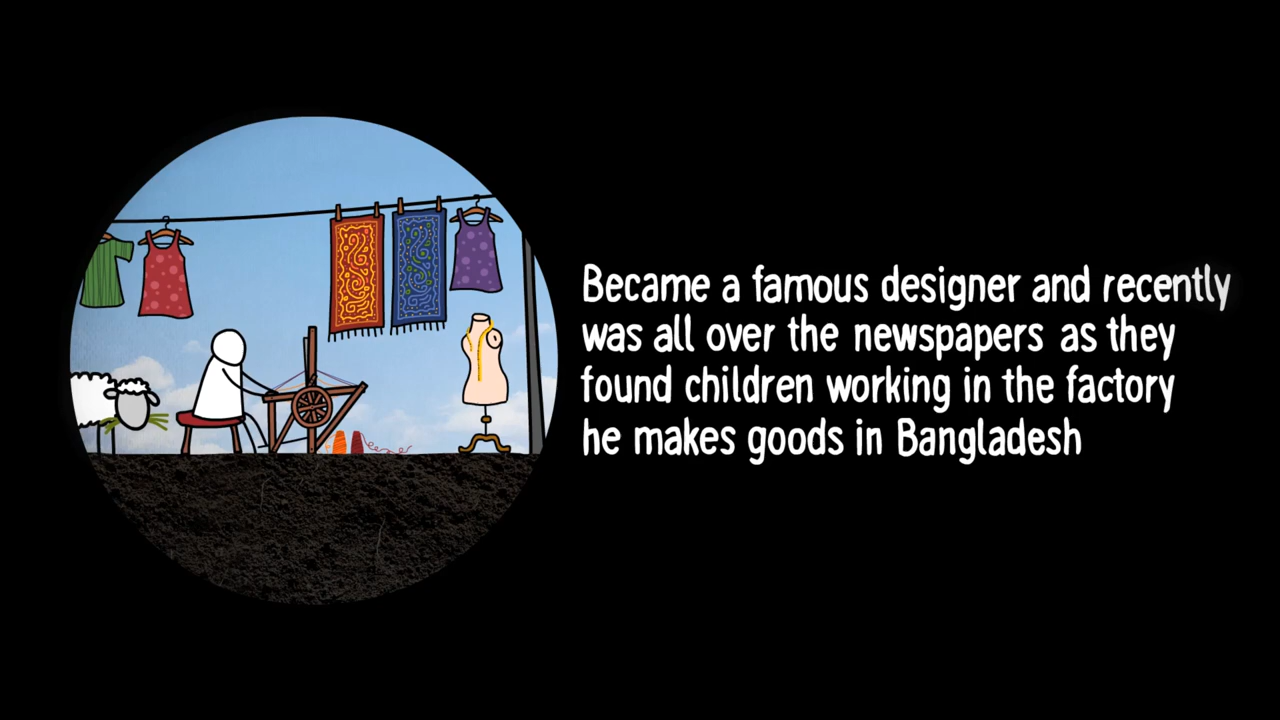 Became a famous designer and recently
was all over the newspapers as they
found children working in the factory
he makes goods in Bangladesh